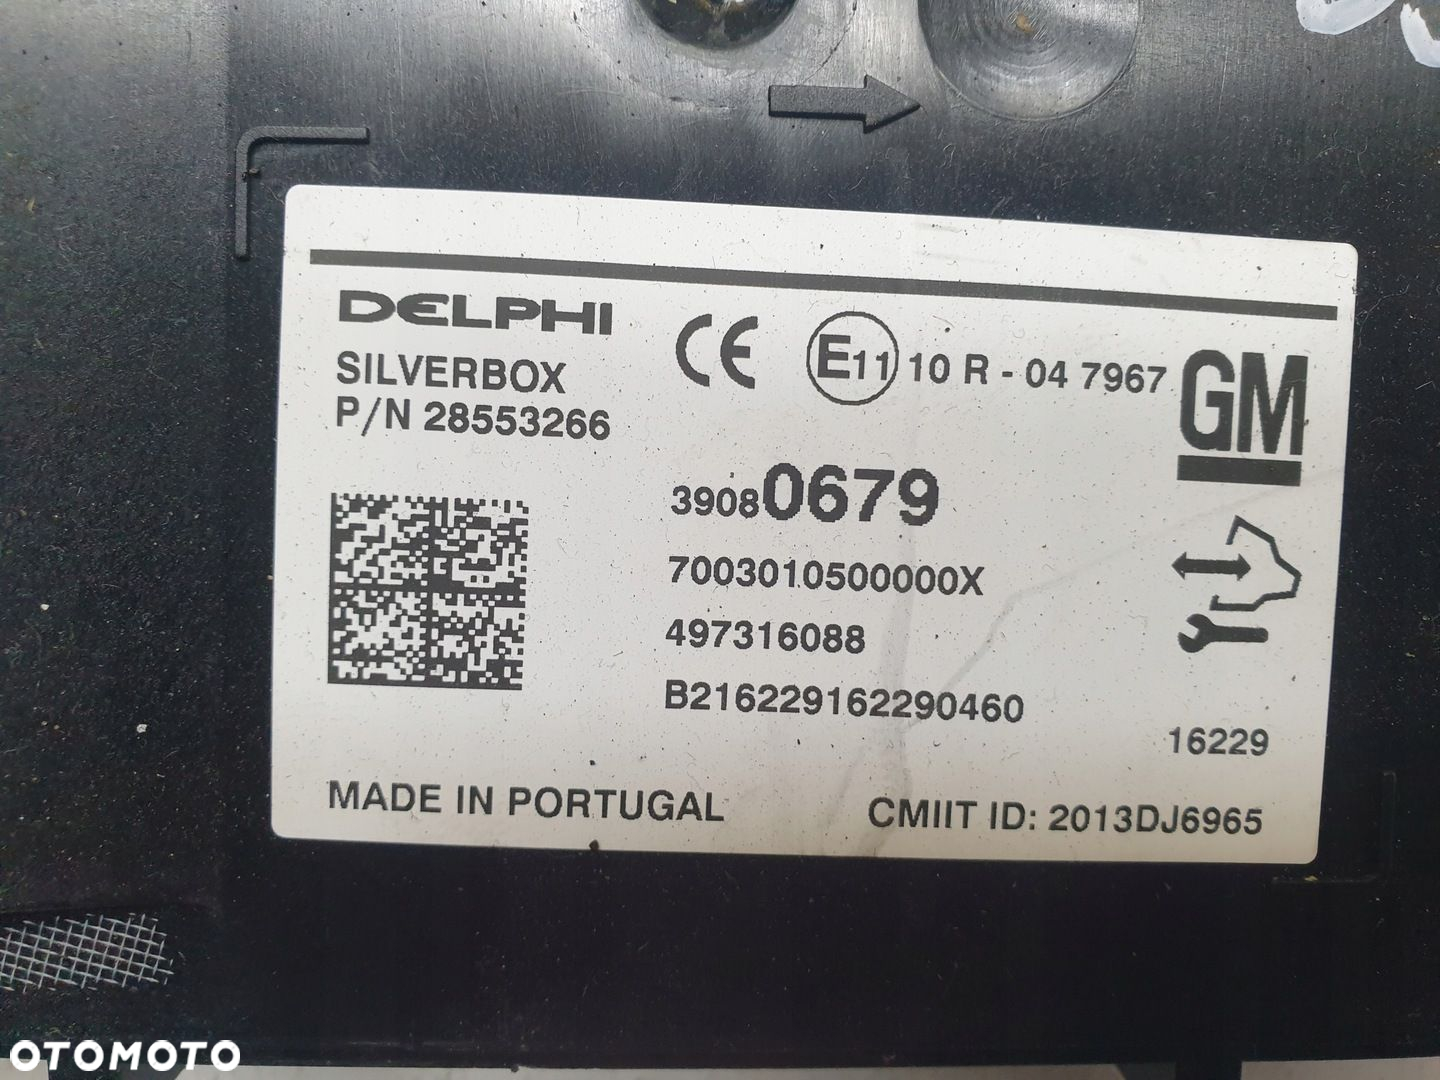 DELPHI
SILVERBOX
P/N 28553266
CE
E11 10 R - 04 7967
GM
39080679
7003010500000X
497316088
B216229162290460
16229
MADE IN PORTUGAL
CMIIT ID: 2013DJ6965
OTOMOTO